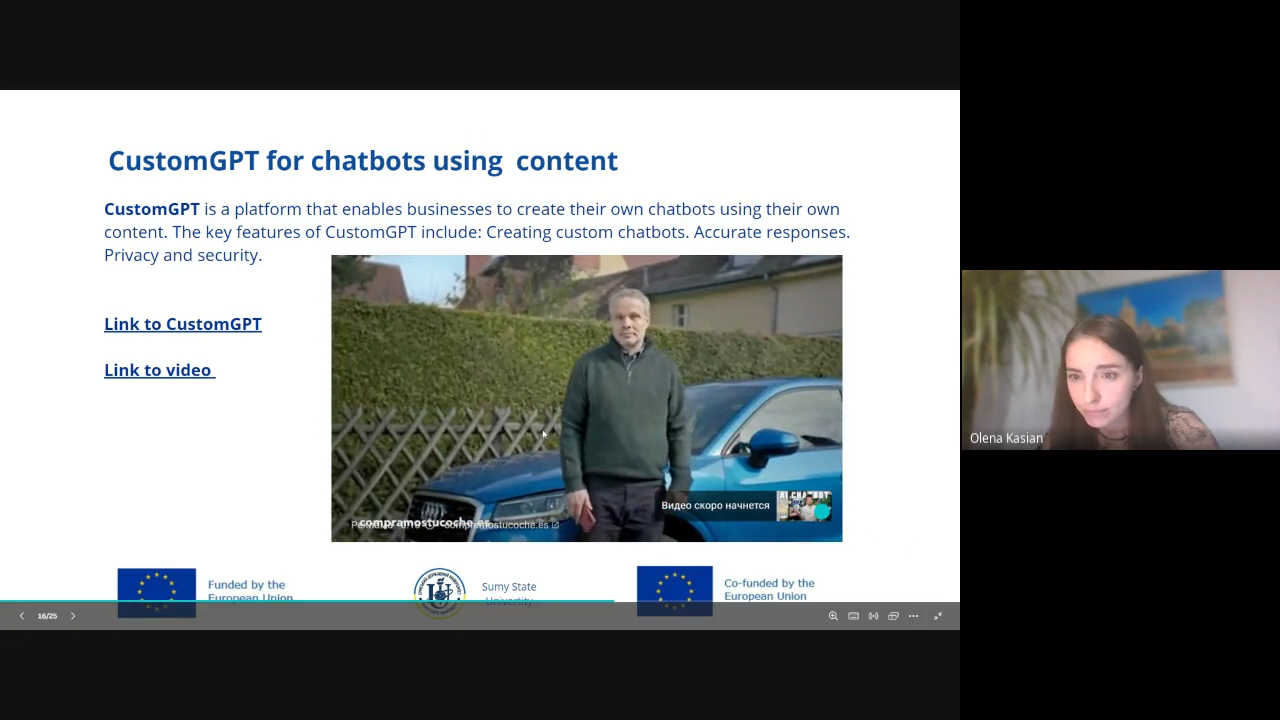 CustomGPT for chatbots using content
CustomGPT is a platform that enables businesses to create their own chatbots using their own
content. The key features of CustomGPT include: Creating custom chatbots. Accurate responses.
Privacy and security.
Link to CustomGPT
Link to video
Видео скоро начнется
AI CHATBOT
compramostucoche.es
compramostucoche.es
Olena Kasian
Funded by the
European Union
Sumy State
University
Co-funded by the
European Union
16/25